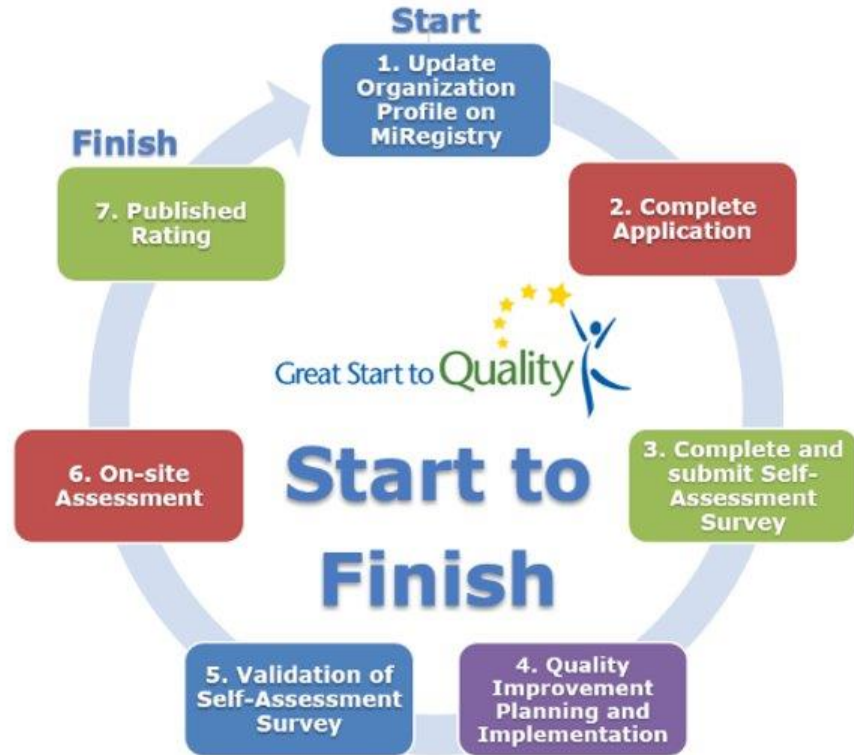 Start
1. Update
Organization
Profile on
MiRegistry
2. Complete
Application
3. Complete and
submit Self-
Assessment
Survey
4. Quality
Improvement
Planning and
Implementation
5. Validation of
Self-Assessment
Survey
6. On-site
Assessment
7. Published
Rating
Finish
Great Start to Quality
Start to
Finish